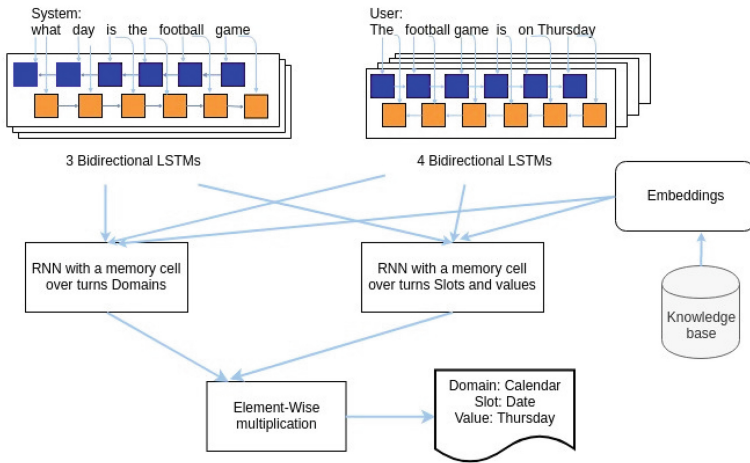 System:
what day is the football game
User:
The football game is on Thursday
3 Bidirectional LSTMs
4 Bidirectional LSTMs
Embeddings
RNN with a memory cell
over turns Domains
RNN with a memory cell
over turns Slots and values
Knowledge
base
Element-Wise
multiplication
Domain: Calendar
Slot: Date
Value: Thursday